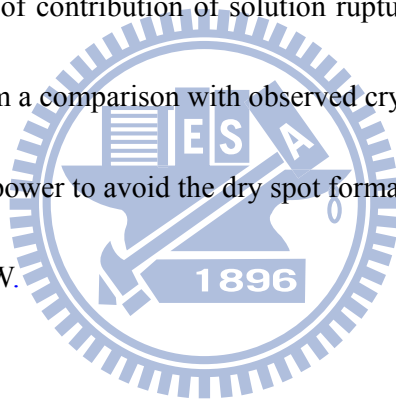 of contribution of solution ruptu
m a comparison with observed cry
power to avoid the dry spot forma
W.
E S A
1896